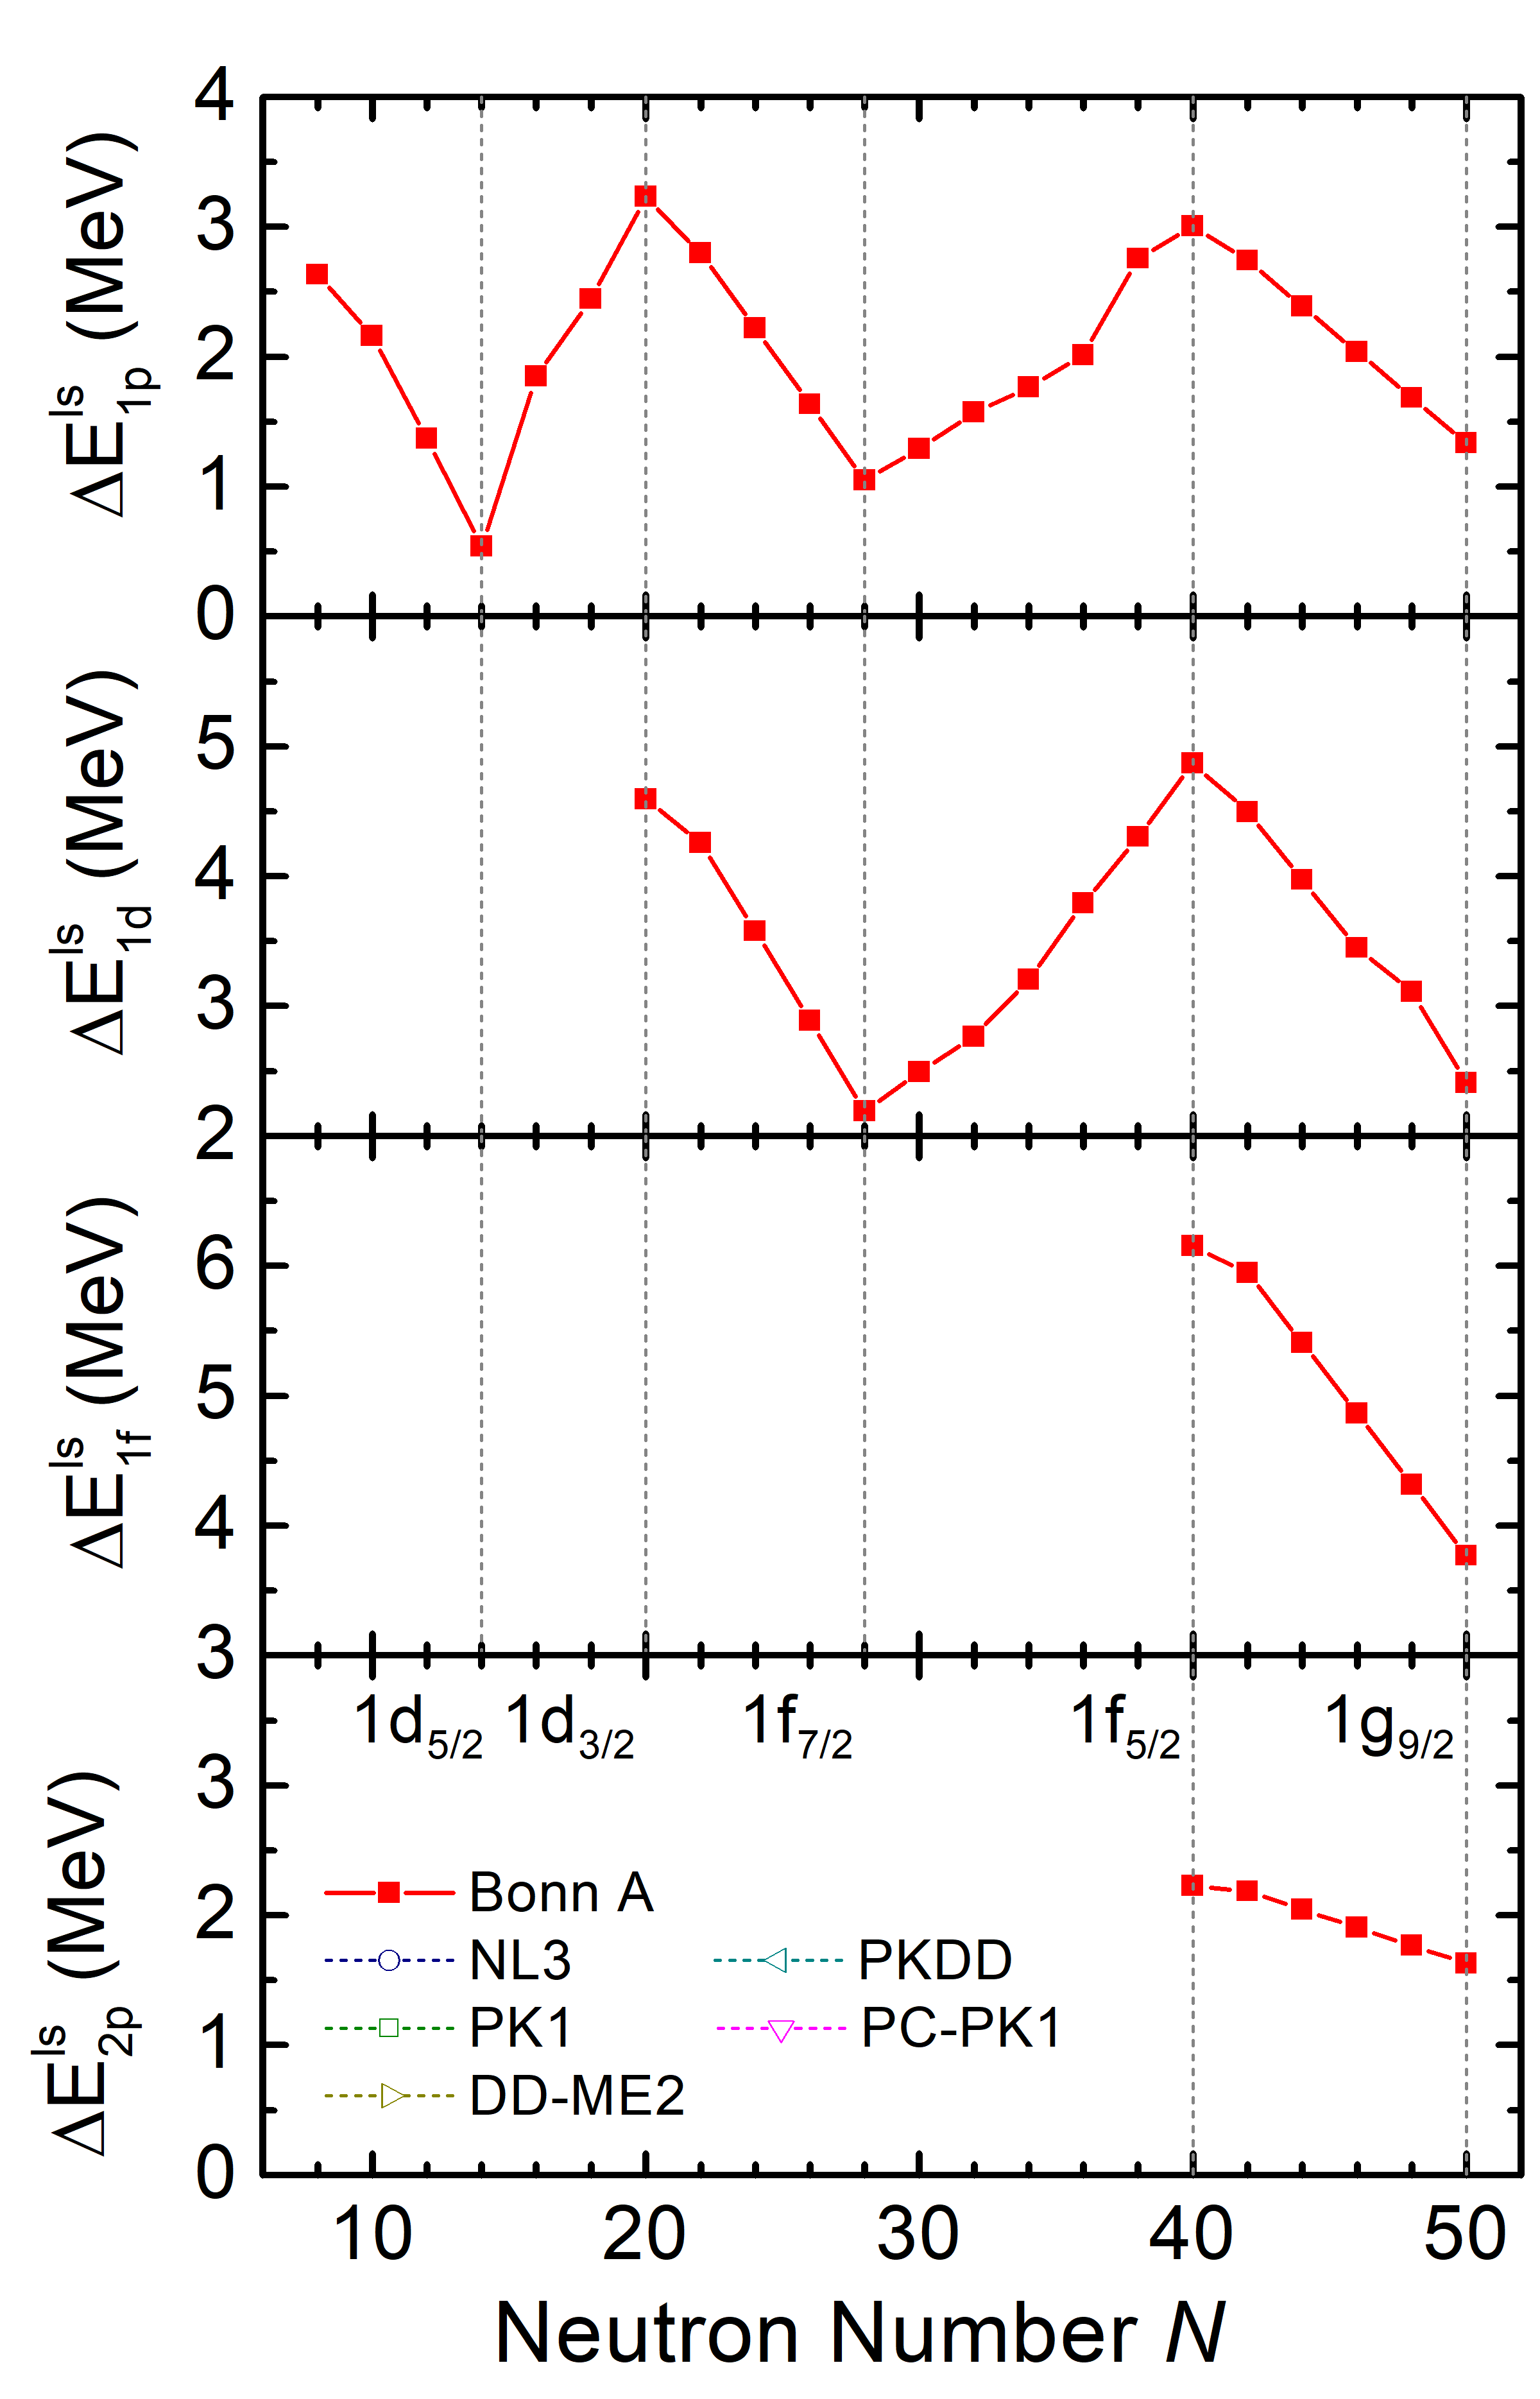 4
3
2
1
0
ΔE^ls_1p (MeV)
5
4
3
2
ΔE^ls_1d (MeV)
6
5
4
3
ΔE^ls_1f (MeV)
1d5/2 1d3/2 1f7/2 1f5/2 1g9/2
3
2
1
0
ΔE^ls_2p (MeV)
Bonn A
NL3 PKDD
PK1 PC-PK1
DD-ME2
10 20 30 40 50
Neutron Number N